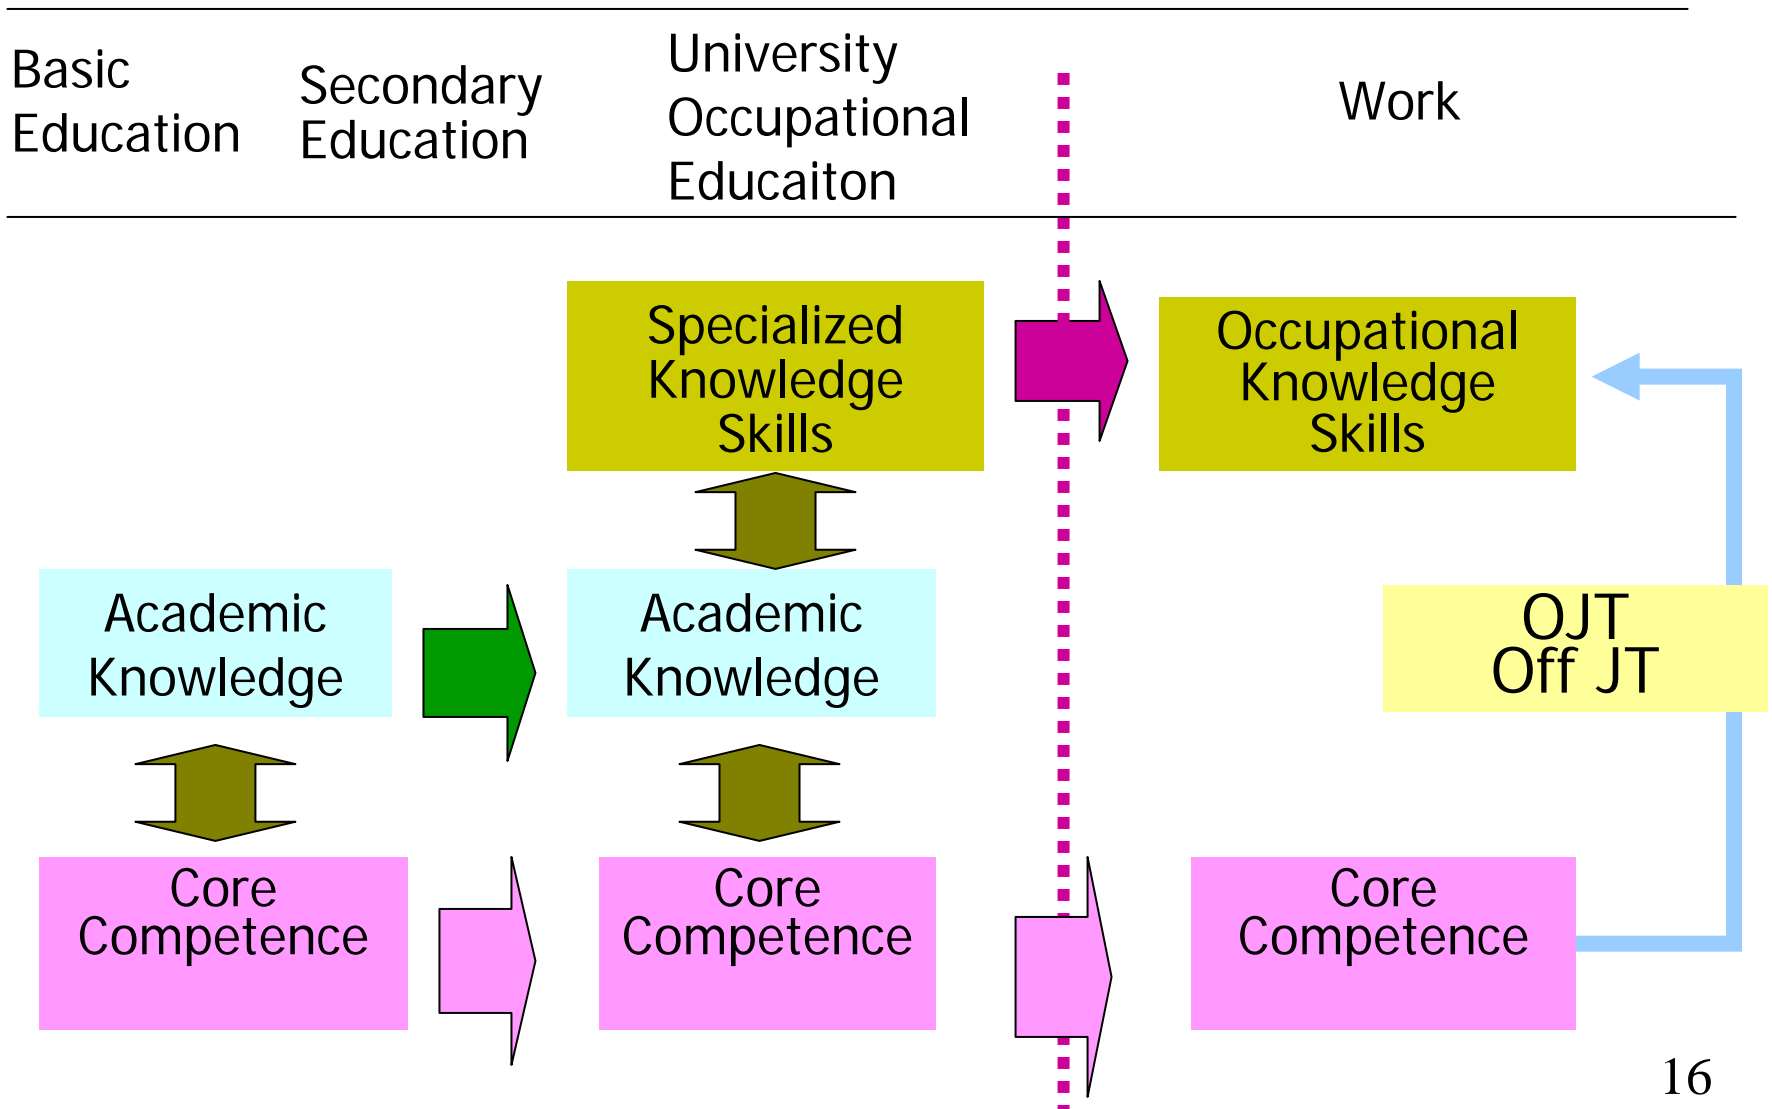 Basic
Education
Secondary
Education
University
Occupational
Educaiton
Work
Specialized
Knowledge
Skills
Occupational
Knowledge
Skills
Academic
Knowledge
Academic
Knowledge
OJT
Off JT
Core
Competence
Core
Competence
Core
Competence
16